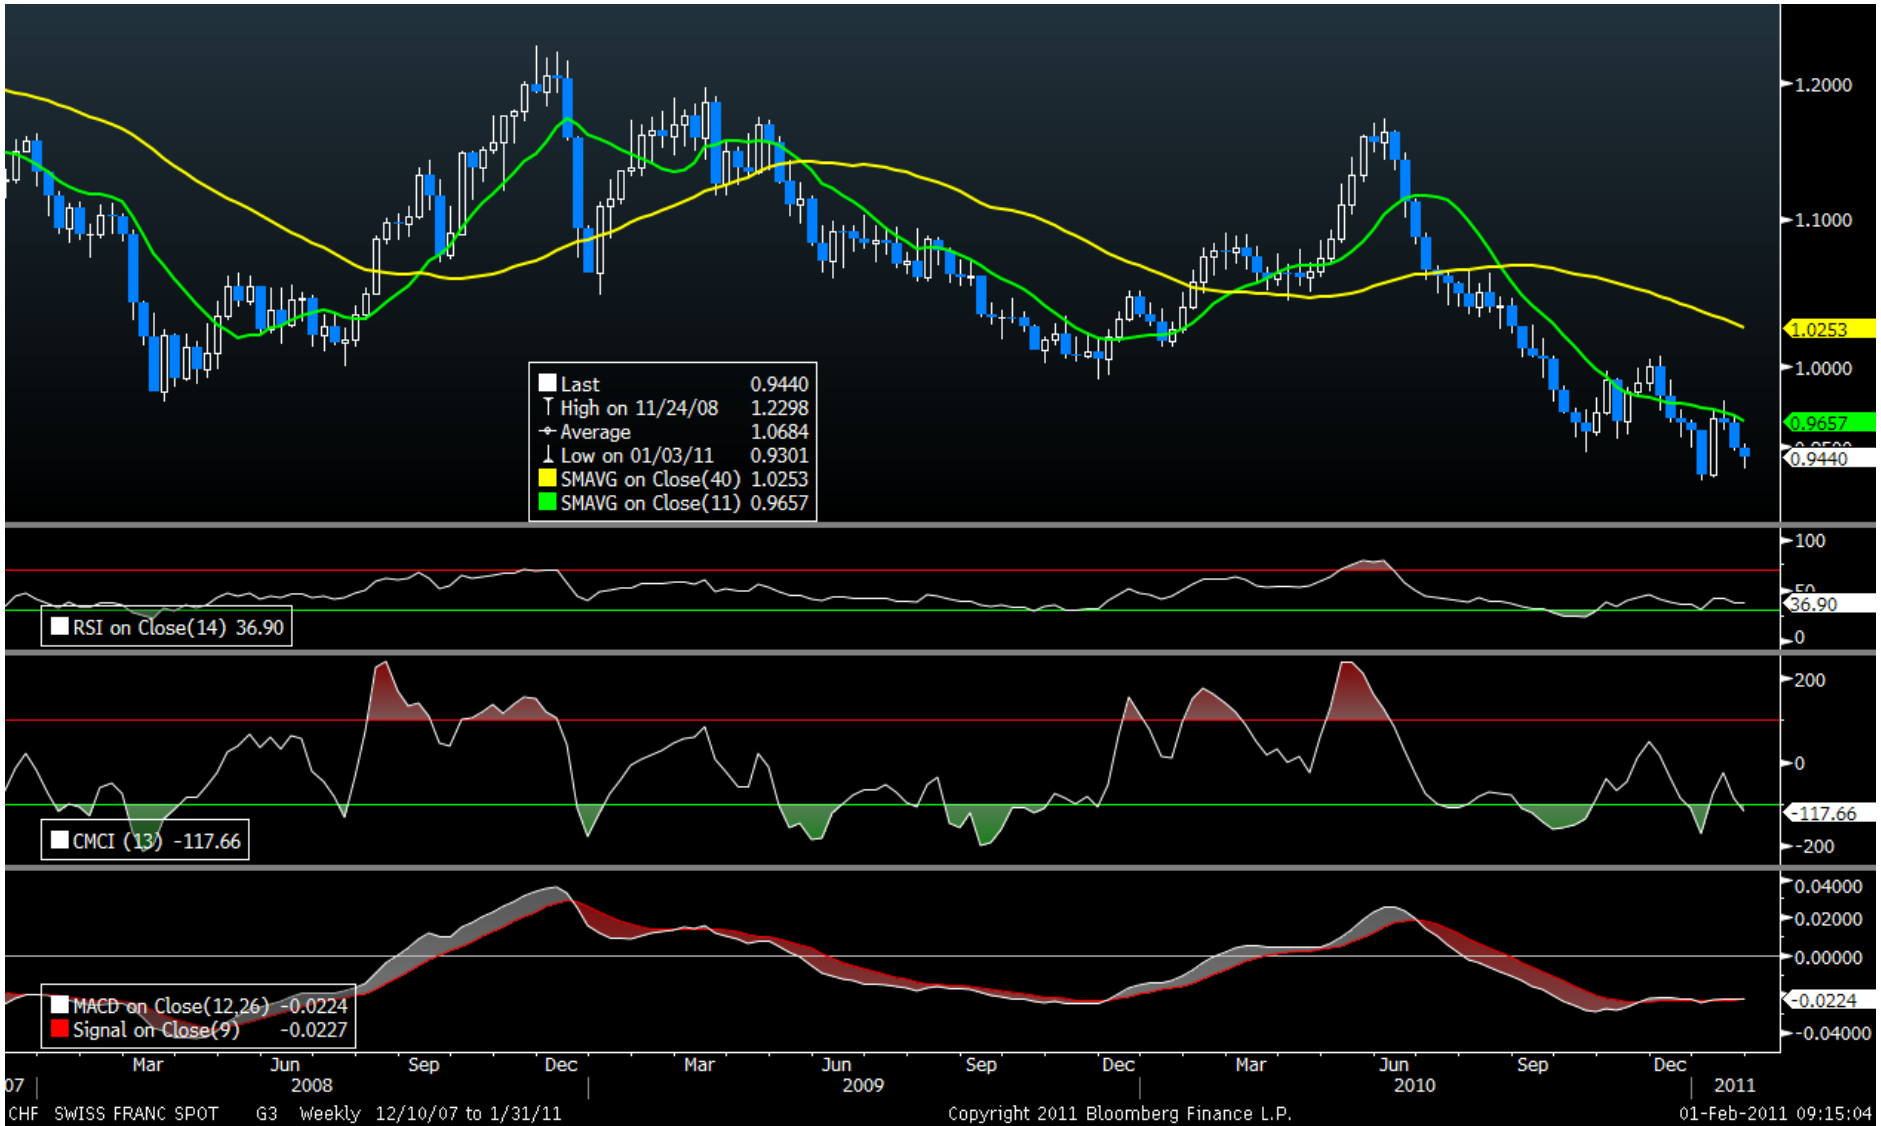 1.2000
1.1000
1.0253
1.0000
0.9657
0.9500
0.9440
Last 0.9440
High on 11/24/08 1.2298
Average 1.0684
Low on 01/03/11 0.9301
SMAVG on Close(40) 1.0253
SMAVG on Close(11) 0.9657
100
50
36.90
0
RSI on Close(14) 36.90
200
0
-117.66
-200
CMCI (13) -117.66
0.04000
0.02000
0.00000
-0.0224
-0.04000
MACD on Close(12,26) -0.0224
Signal on Close(9) -0.0227
Mar Jun Sep Dec Mar Jun Sep Dec Mar Jun Sep Dec
07 2008 2009 2010 2011
CHF SWISS FRANC SPOT G3 Weekly 12/10/07 to 1/31/11 Copyright 2011 Bloomberg Finance L.P. 01-Feb-2011 09:15:04